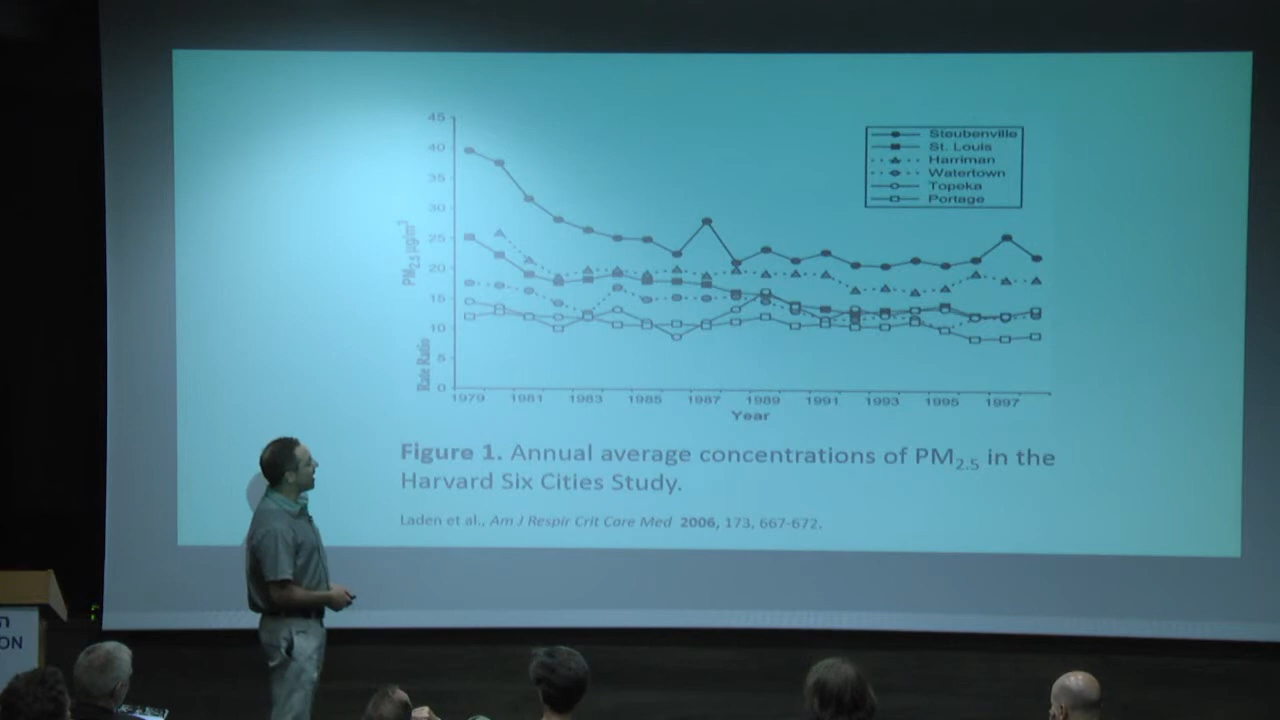 45
40
35
30
25
20
15
10
5
0
PM2.5 µg/m³
Rate Ratio
Steubenville
St. Louis
Harriman
Watertown
Topeka
Portage
1979 1981 1983 1985 1987 1989 1991 1993 1995 1997
Year
Figure 1. Annual average concentrations of PM2.5 in the
Harvard Six Cities Study.
Laden et al., Am J Respir Crit Care Med 2006, 173, 667-672.
ON